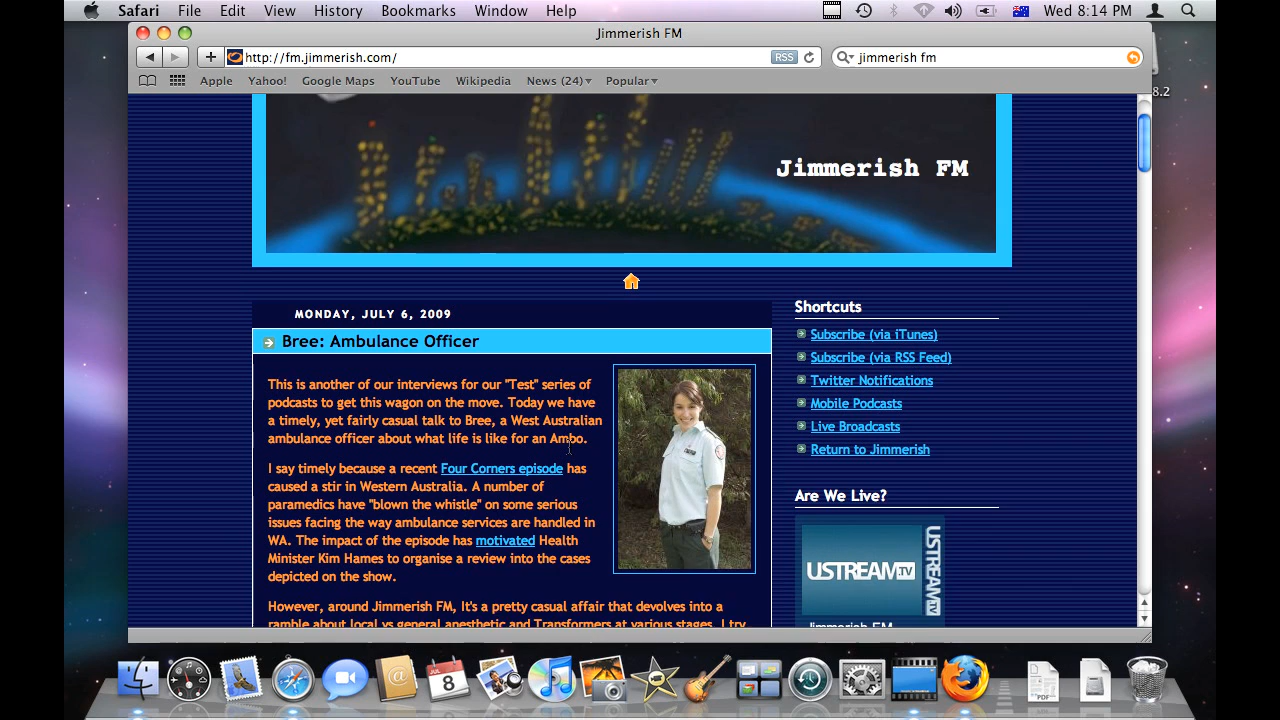 Safari File Edit View History Bookmarks Window Help Wed 8:14 PM
Jimmerish FM
http://fm.jimmerish.com/ RSS jimmerish fm
Apple Yahoo! Google Maps YouTube Wikipedia News (24) Popular
8.2
Jimmerish FM
MONDAY, JULY 6, 2009
Bree: Ambulance Officer
This is another of our interviews for our "Test" series of
podcasts to get this wagon on the move. Today we have
a timely, yet fairly casual talk to Bree, a West Australian
ambulance officer about what life is like for an Ambo.
I say timely because a recent Four Corners episode has
caused a stir in Western Australia. A number of
paramedics have "blown the whistle" on some serious
issues facing the way ambulance services are handled in
WA. The impact of the episode has motivated Health
Minister Kim Hames to organise a review into the cases
depicted on the show.
However, around Jimmerish FM, It's a pretty casual affair that devolves into a
ramble about local vs general anesthetic and Transformers at various stages. I try
Shortcuts
Subscribe (via iTunes)
Subscribe (via RSS Feed)
Twitter Notifications
Mobile Podcasts
Live Broadcasts
Return to Jimmerish
Are We Live?
USTREAM.TV
USTREAM.TV
Jimmerish FM
JUL
8
PDF